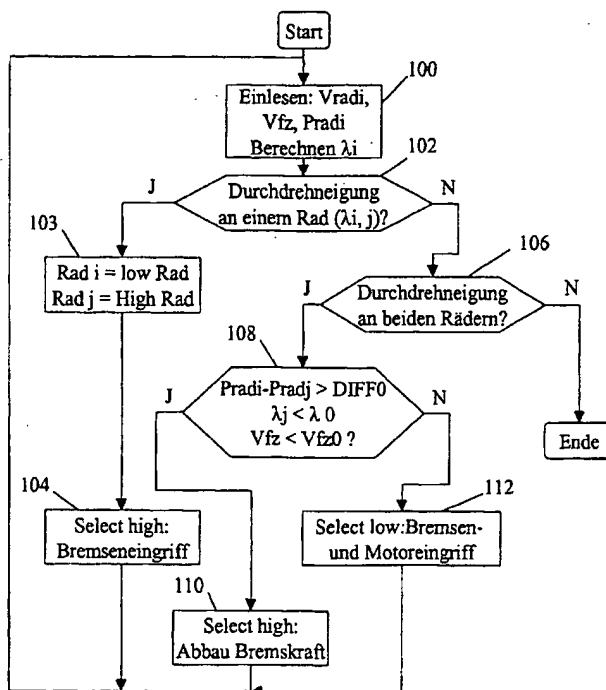 Start
100
Einlesen: Vradi,
Vfz, Pradi
Berechnen λi
102
J
N
Durchdrehneigung
an einem Rad (λi, j)?
103
Rad i = low Rad
Rad j = High Rad
106
J
N
Durchdrehneigung
an beiden Rädern?
108
J
N
Pradi-Pradj > DIFF0
λj < λ 0
Vfz < Vfz0 ?
Ende
104
Select high:
Bremseneingriff
112
Select low:Bremsen-
und Motoreingriff
110
Select high:
Abbau Bremskraft